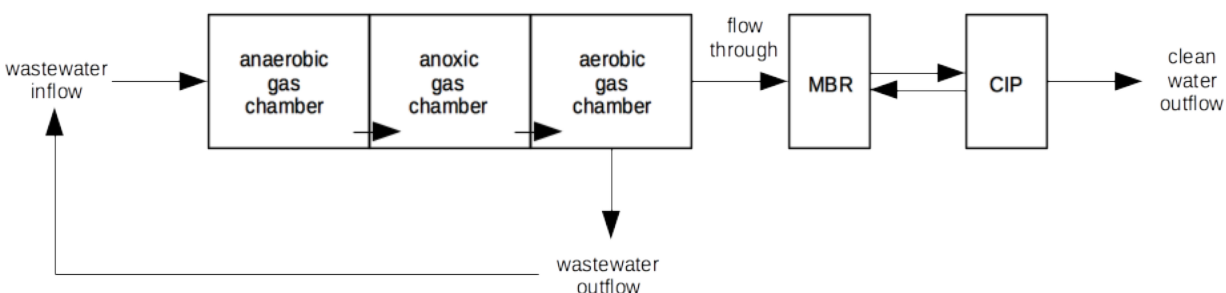 wastewater
inflow
anaerobic
gas
chamber
anoxic
gas
chamber
aerobic
gas
chamber
flow
through
MBR
CIP
clean
water
outflow
wastewater
outflow